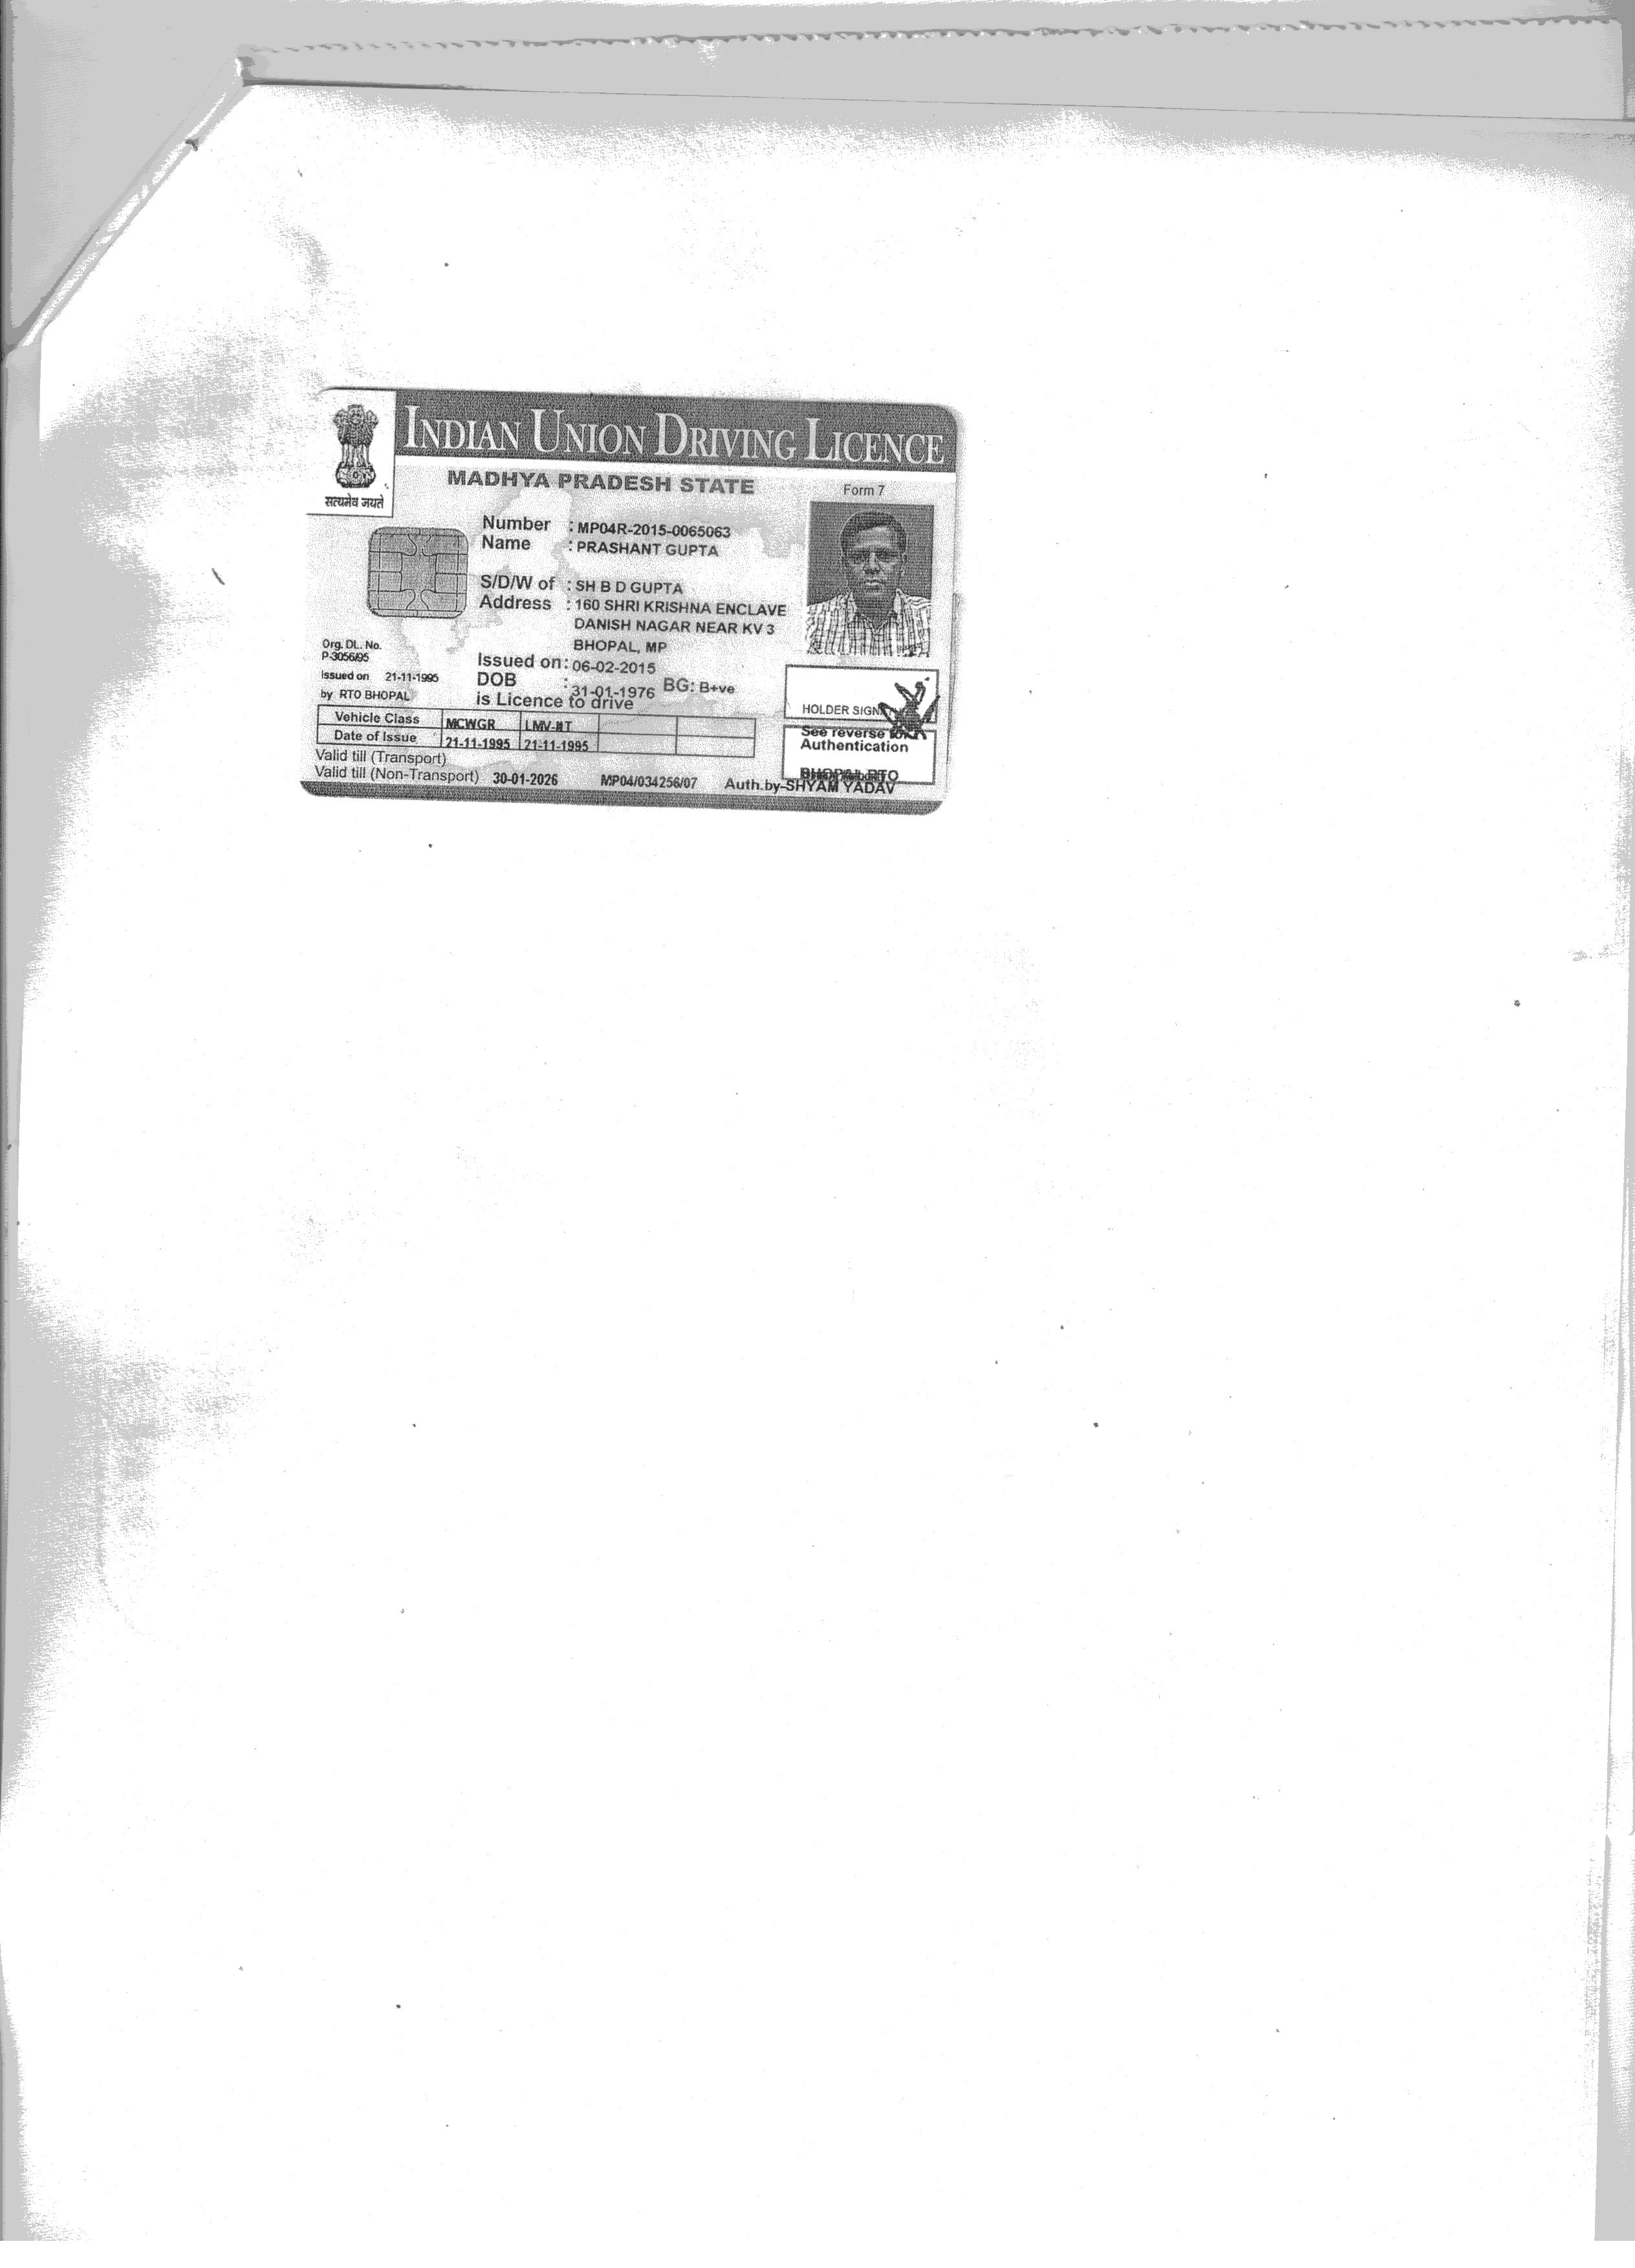 INDIAN UNION DRIVING LICENCE
MADHYA PRADESH STATE
Form 7
सत्यमेव जयते
Number : MP04R-2015-0065063
Name : PRASHANT GUPTA
S/D/W of : SH B D GUPTA
Address : 160 SHRI KRISHNA ENCLAVE
DANISH NAGAR NEAR KV 3
BHOPAL, MP
Org. DL. No.
P-3056/95
Issued on 21-11-1995
by RTO BHOPAL
Issued on: 06-02-2015
DOB : 31-01-1976 BG: B+ve
is Licence to drive
HOLDER
Vehicle Class MCWGR LMV-NT
Date of Issue 21-11-1995 21-11-1995
See reverse for
Authentication
BHOPAL RTO
Valid till (Transport)
Valid till (Non-Transport) 30-01-2026 MP04/034256/07 Auth.by-SHYAM YADAV